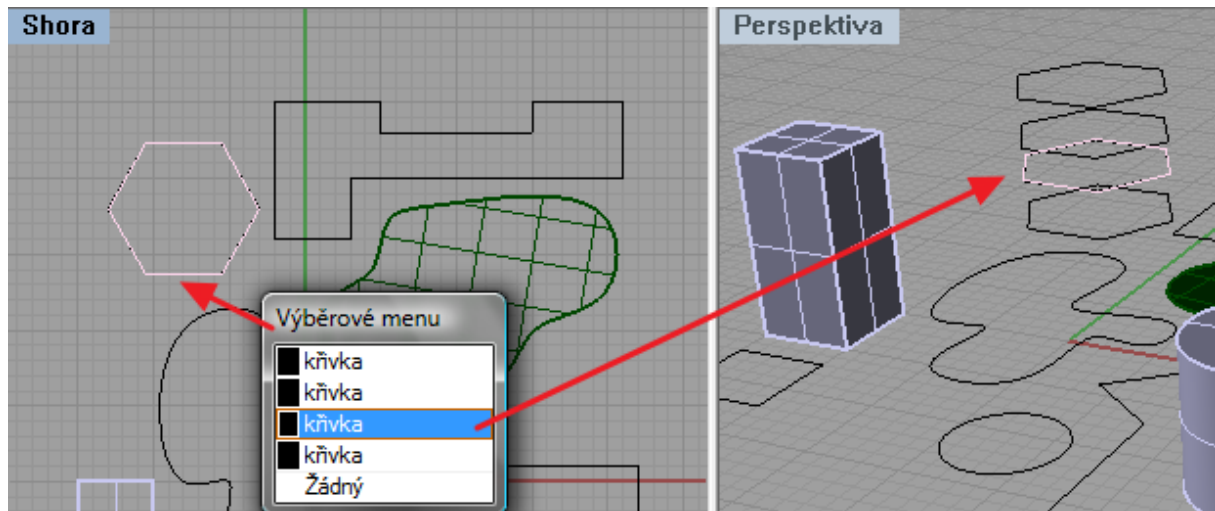 Shora
Perspektiva
Výběrové menu
křivka
křivka
křivka
křivka
Žádný